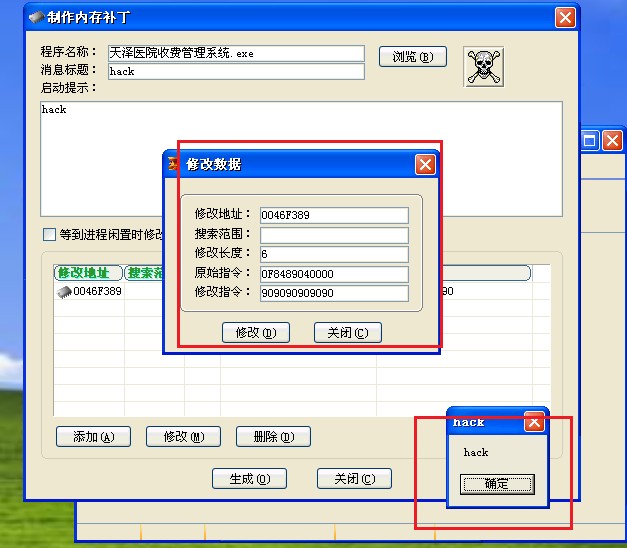 制作内存补丁
程序名称： 天泽医院收费管理系统.exe 浏览(B)
消息标题： hack
启动提示：
hack
修改数据
修改地址： 0046F389
搜索范围：
修改长度： 6
原始指令： 0F8489040000
修改指令： 909090909090
修改(D) 关闭(C)
等到进程闲置时修改
修改地址 搜索范
0046F389 90
添加(A) 修改(M) 删除(D)
生成(O) 关闭(C)
hack
hack
确定